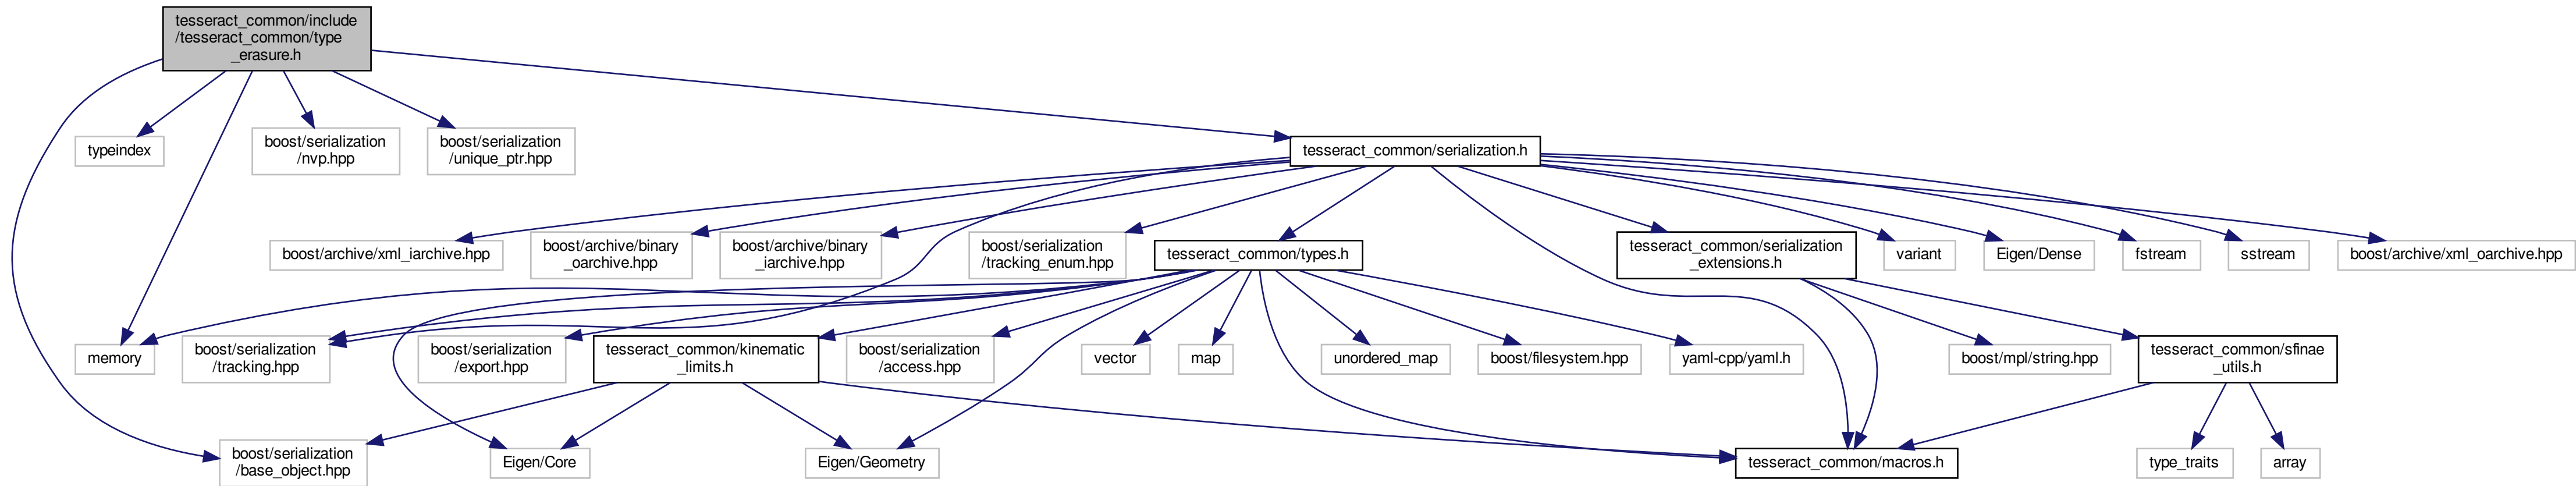 tesseract_common/include
/tesseract_common/type
_erasure.h
typeindex
boost/serialization
/nvp.hpp
boost/serialization
/unique_ptr.hpp
tesseract_common/serialization.h
boost/archive/xml_iarchive.hpp
boost/archive/binary
_oarchive.hpp
boost/archive/binary
_iarchive.hpp
boost/serialization
/tracking_enum.hpp
tesseract_common/types.h
tesseract_common/serialization
_extensions.h
variant
Eigen/Dense
fstream
sstream
boost/archive/xml_oarchive.hpp
memory
boost/serialization
/tracking.hpp
boost/serialization
/export.hpp
tesseract_common/kinematic
_limits.h
boost/serialization
/access.hpp
vector
map
unordered_map
boost/filesystem.hpp
yaml-cpp/yaml.h
boost/mpl/string.hpp
tesseract_common/sfinae
_utils.h
boost/serialization
/base_object.hpp
Eigen/Core
Eigen/Geometry
tesseract_common/macros.h
type_traits
array